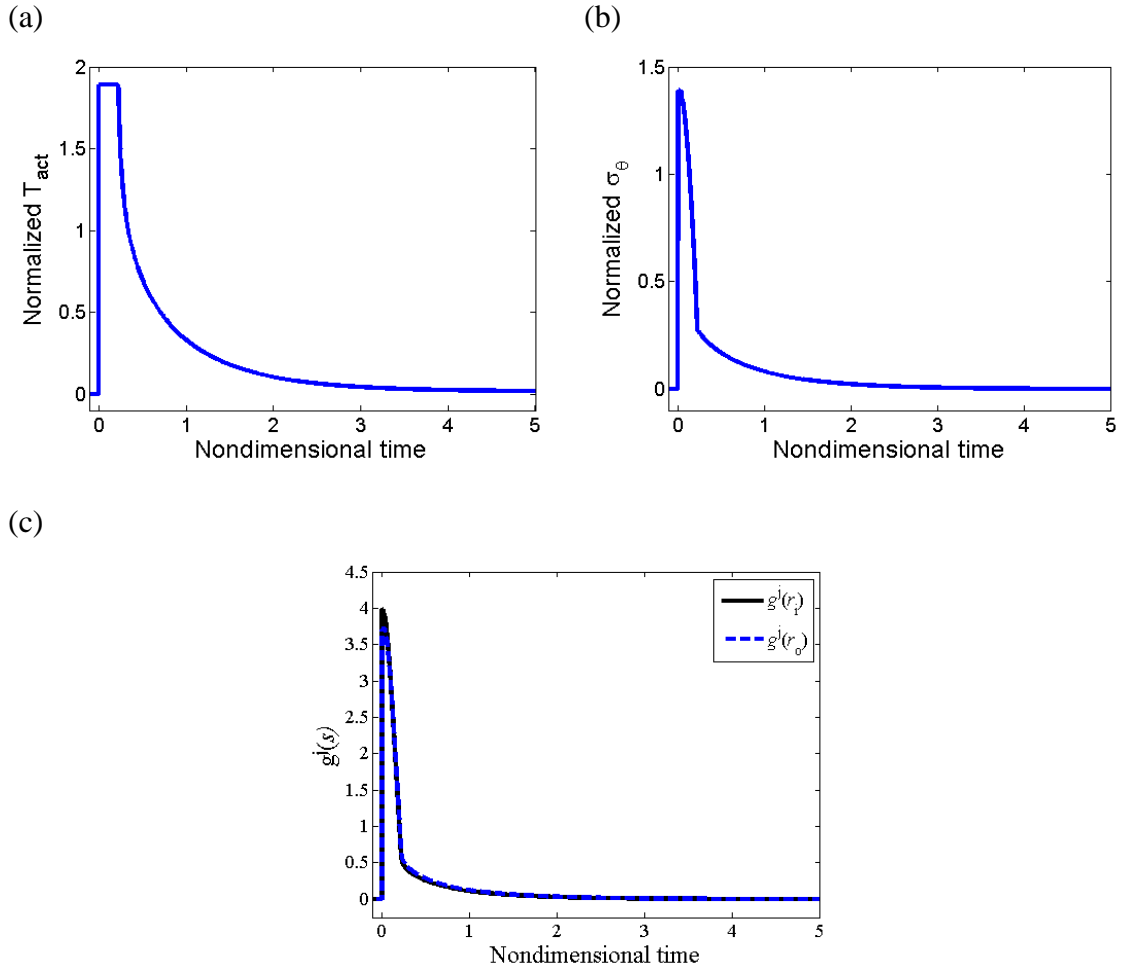 (a)
(b)
2
1.5
1
0.5
0
Normalized T_act
0 1 2 3 4 5
Nondimensional time
1.5
1
0.5
0
Normalized σ_θ
0 1 2 3 4 5
Nondimensional time
(c)
4.5
4
3.5
3
2.5
2
1.5
1
0.5
0
g^j(s)
g^j(r_i)
g^j(r_o)
0 1 2 3 4 5
Nondimensional time